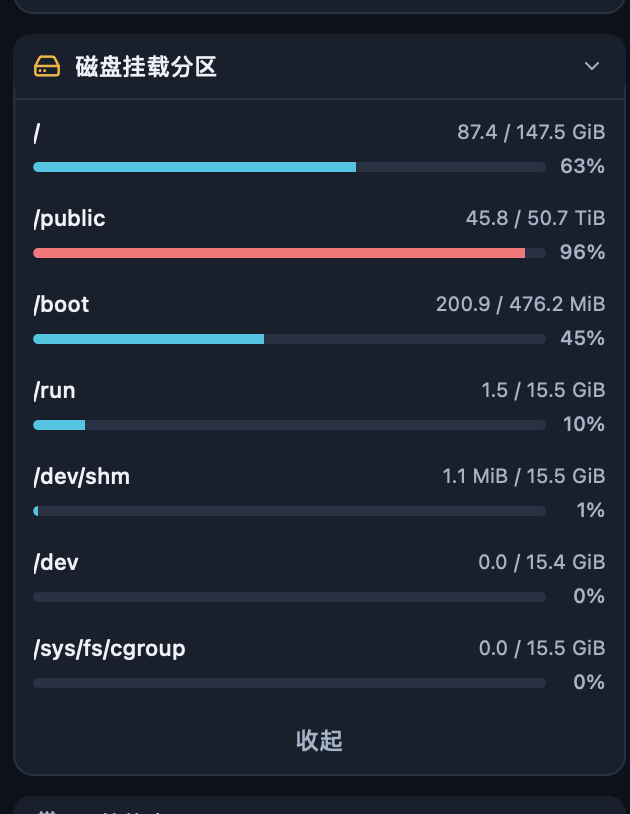 磁盘挂载分区
/ 87.4 / 147.5 GiB
63%
/public 45.8 / 50.7 TiB
96%
/boot 200.9 / 476.2 MiB
45%
/run 1.5 / 15.5 GiB
10%
/dev/shm 1.1 MiB / 15.5 GiB
1%
/dev 0.0 / 15.4 GiB
0%
/sys/fs/cgroup 0.0 / 15.5 GiB
0%
收起